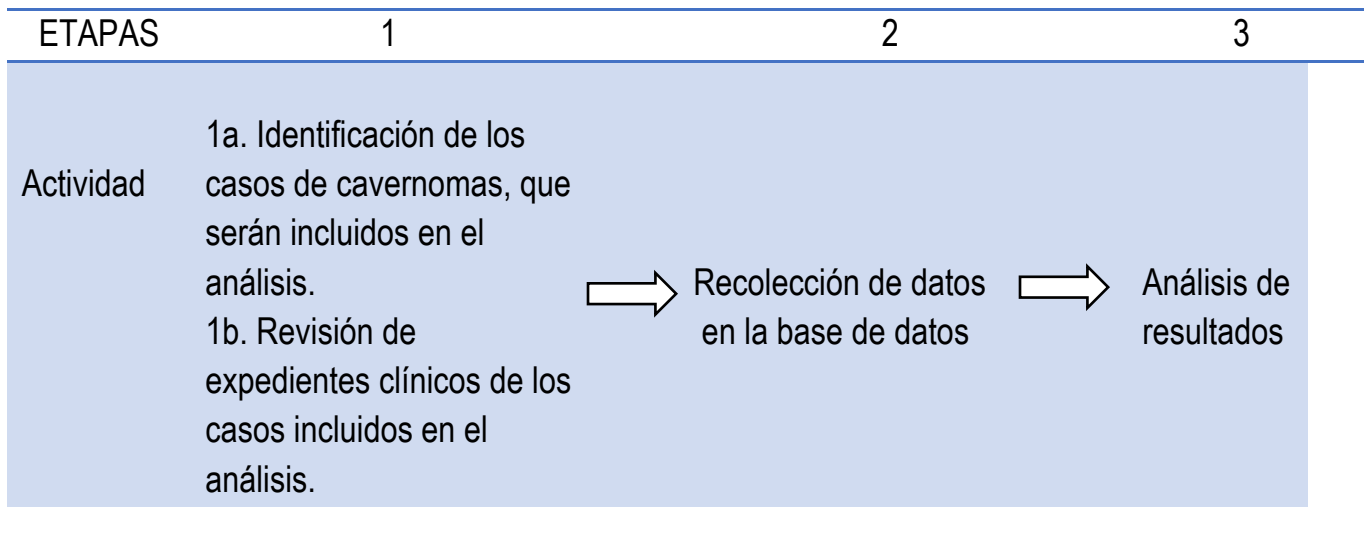 ETAPAS 1 2 3
Actividad
1a. Identificación de los
casos de cavernomas, que
serán incluidos en el
análisis.
1b. Revisión de
expedientes clínicos de los
casos incluidos en el
análisis.
Recolección de datos
en la base de datos
Análisis de
resultados